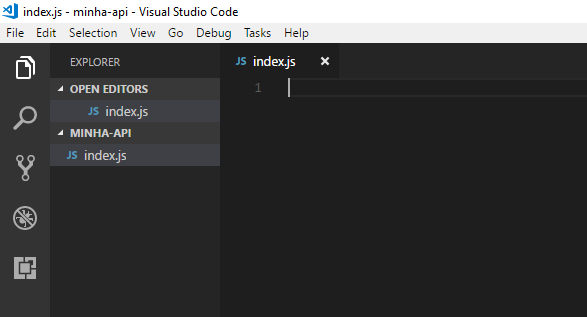 index.js - minha-api - Visual Studio Code
File Edit Selection View Go Debug Tasks Help
EXPLORER
OPEN EDITORS
JS index.js
MINHA-API
JS index.js
JS index.js ×
1